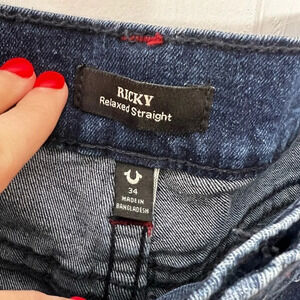 RICKY
Relaxed Straight
34
MADE IN
BANGLADESH